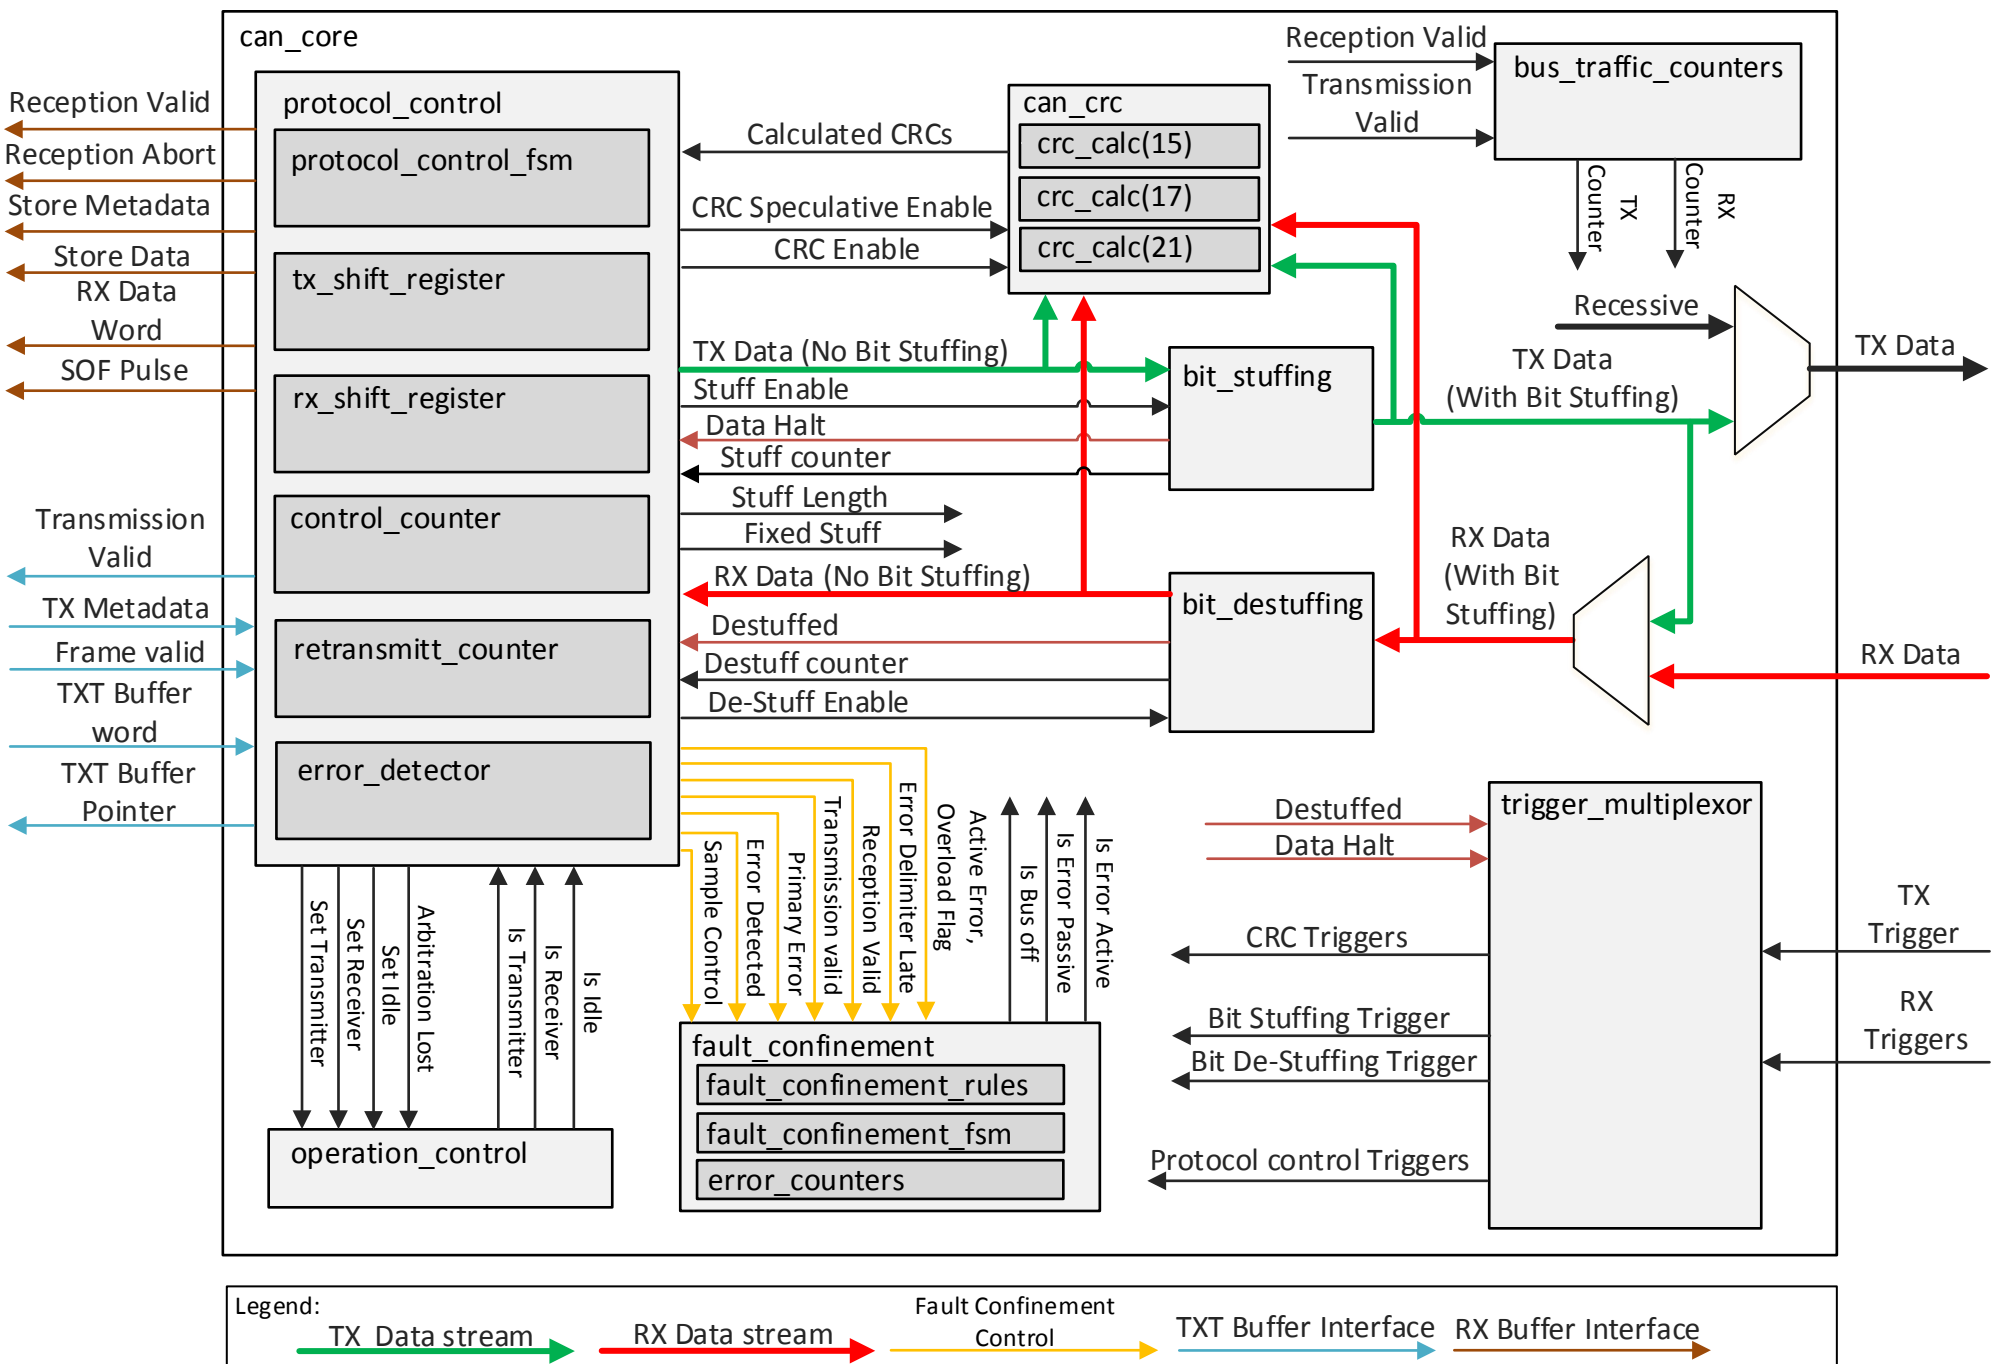 can_core
Reception Valid
Reception Abort
Store Metadata
Store Data
RX Data
Word
SOF Pulse
Transmission
Valid
TX Metadata
Frame valid
TXT Buffer
word
TXT Buffer
Pointer
protocol_control
protocol_control_fsm
tx_shift_register
rx_shift_register
control_counter
retransmitt_counter
error_detector
Calculated CRCs
CRC Speculative Enable
CRC Enable
can_crc
crc_calc(15)
crc_calc(17)
crc_calc(21)
Reception Valid
Transmission
Valid
bus_traffic_counters
TX
Counter
RX
Counter
Recessive
TX Data
TX Data
(With Bit Stuffing)
TX Data (No Bit Stuffing)
Stuff Enable
Data Halt
Stuff counter
Stuff Length
Fixed Stuff
bit_stuffing
RX Data (No Bit Stuffing)
Destuffed
Destuff counter
De-Stuff Enable
bit_destuffing
RX Data
(With Bit
Stuffing)
RX Data
Set Transmitter
Set Receiver
Set Idle
Arbitration Lost
Is Transmitter
Is Receiver
Is Idle
operation_control
Sample Control
Error Detected
Primary Error
Transmission valid
Reception Valid
Error Delimiter Late
Active Error,
Overload Flag
Is Bus off
Is Error Passive
Is Error Active
fault_confinement
fault_confinement_rules
fault_confinement_fsm
error_counters
trigger_multiplexor
Destuffed
Data Halt
CRC Triggers
Bit Stuffing Trigger
Bit De-Stuffing Trigger
Protocol control Triggers
TX
Trigger
RX
Triggers
Legend:
TX Data stream
RX Data stream
Fault Confinement
Control
TXT Buffer Interface
RX Buffer Interface